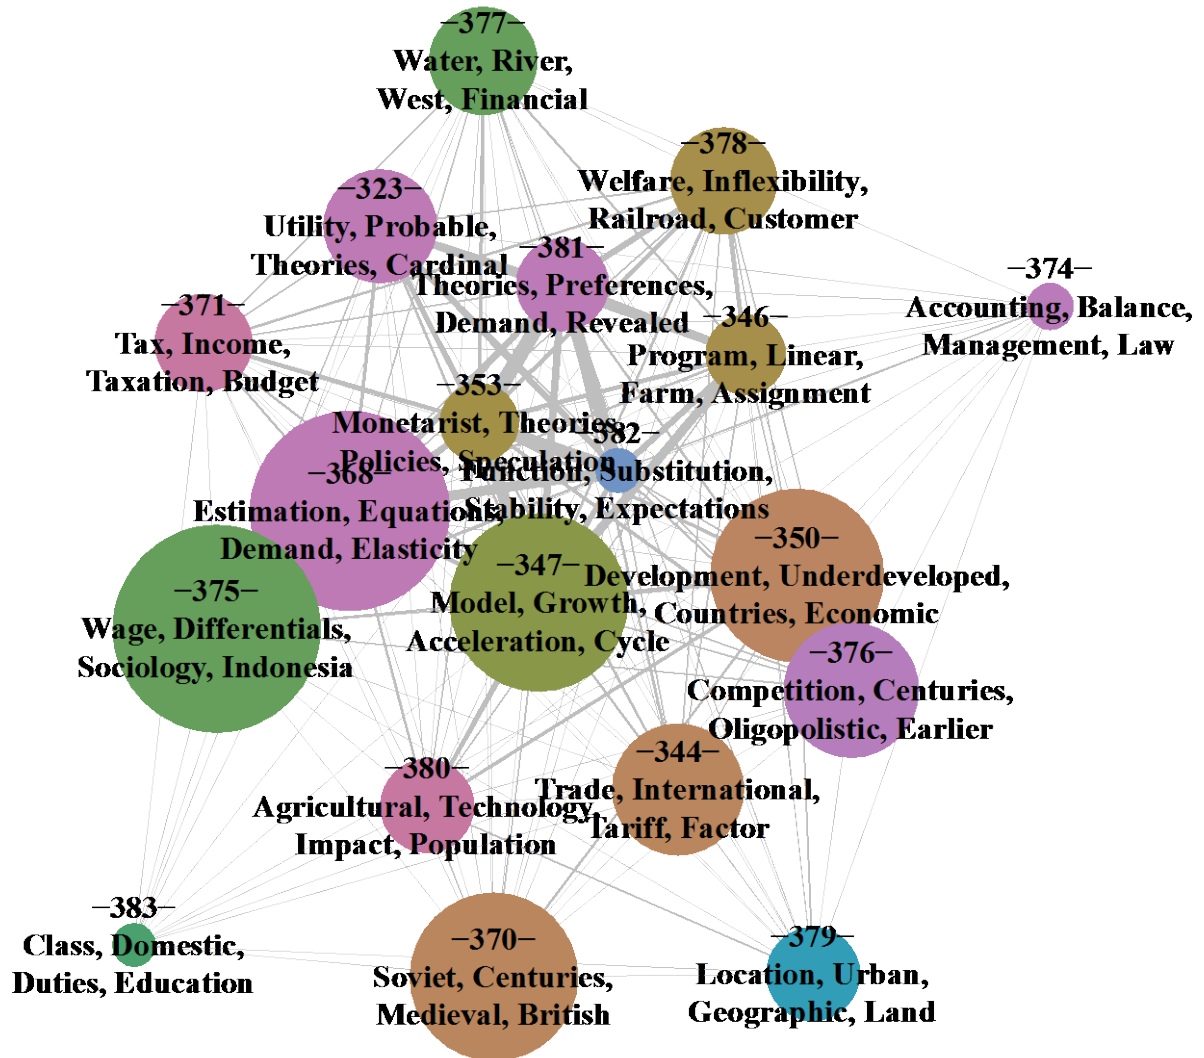 −377−
Water, River,
West, Financial
−378−
Welfare, Inflexibility,
Railroad, Customer
−323−
Utility, Probable,
Theories, Cardinal
−381−
Theories, Preferences,
Demand, Revealed
−374−
Accounting, Balance,
Management, Law
−371−
Tax, Income,
Taxation, Budget
−346−
Program, Linear,
Farm, Assignment
−353−
Monetarist, Theories,
Policies, Speculation
−382−
Function, Substitution,
Stability, Expectations
−368−
Estimation, Equations,
Demand, Elasticity
−350−
Development, Underdeveloped,
Countries, Economic
−347−
Model, Growth,
Acceleration, Cycle
−375−
Wage, Differentials,
Sociology, Indonesia
−376−
Competition, Centuries,
Oligopolistic, Earlier
−344−
Trade, International,
Tariff, Factor
−380−
Agricultural, Technology,
Impact, Population
−383−
Class, Domestic,
Duties, Education
−370−
Soviet, Centuries,
Medieval, British
−379−
Location, Urban,
Geographic, Land